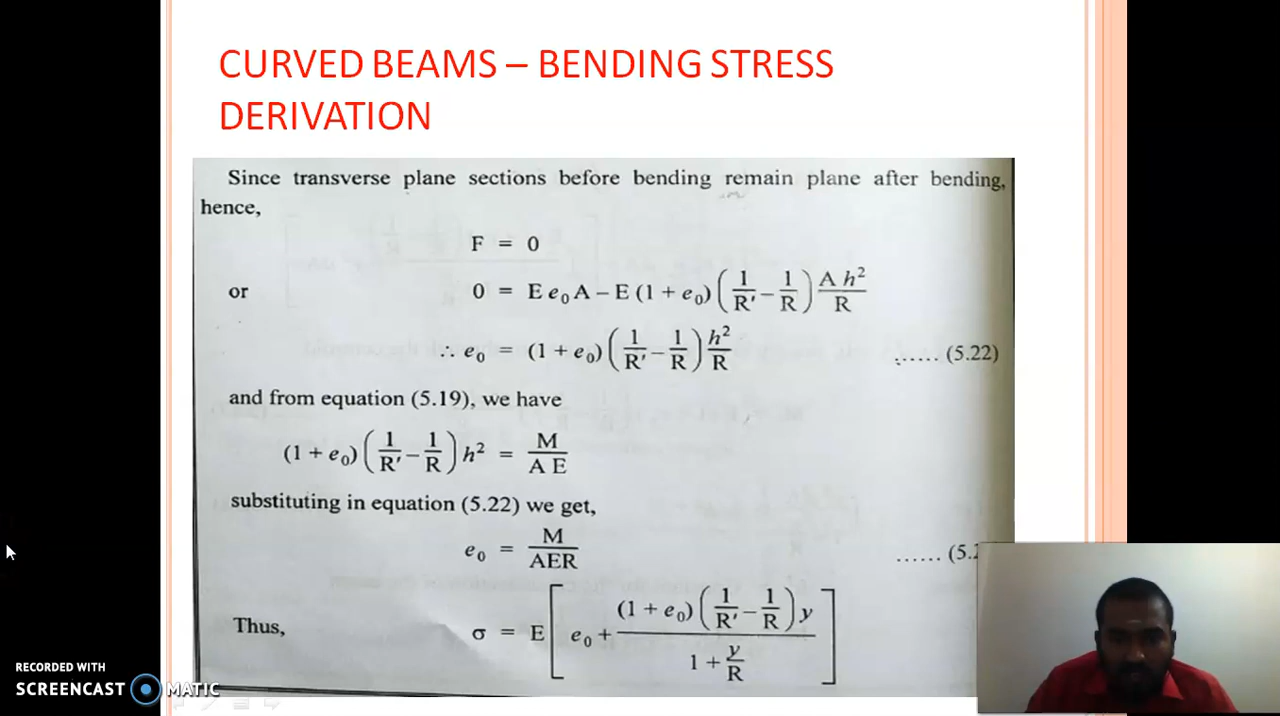 CURVED BEAMS – BENDING STRESS
DERIVATION
Since transverse plane sections before bending remain plane after bending,
hence,
F = 0
or 0 = E e₀ A – E (1 + e₀) (1/R' – 1/R) A h²/R
∴ e₀ = (1 + e₀) (1/R' – 1/R) h²/R ...... (5.22)
and from equation (5.19), we have
(1 + e₀) (1/R' – 1/R) h² = M/A E
substituting in equation (5.22) we get,
e₀ = M/AER ...... (5.
Thus, σ = E [ e₀ + (1 + e₀) (1/R' – 1/R) y / 1 + y/R ]
RECORDED WITH
SCREENCAST MATIC